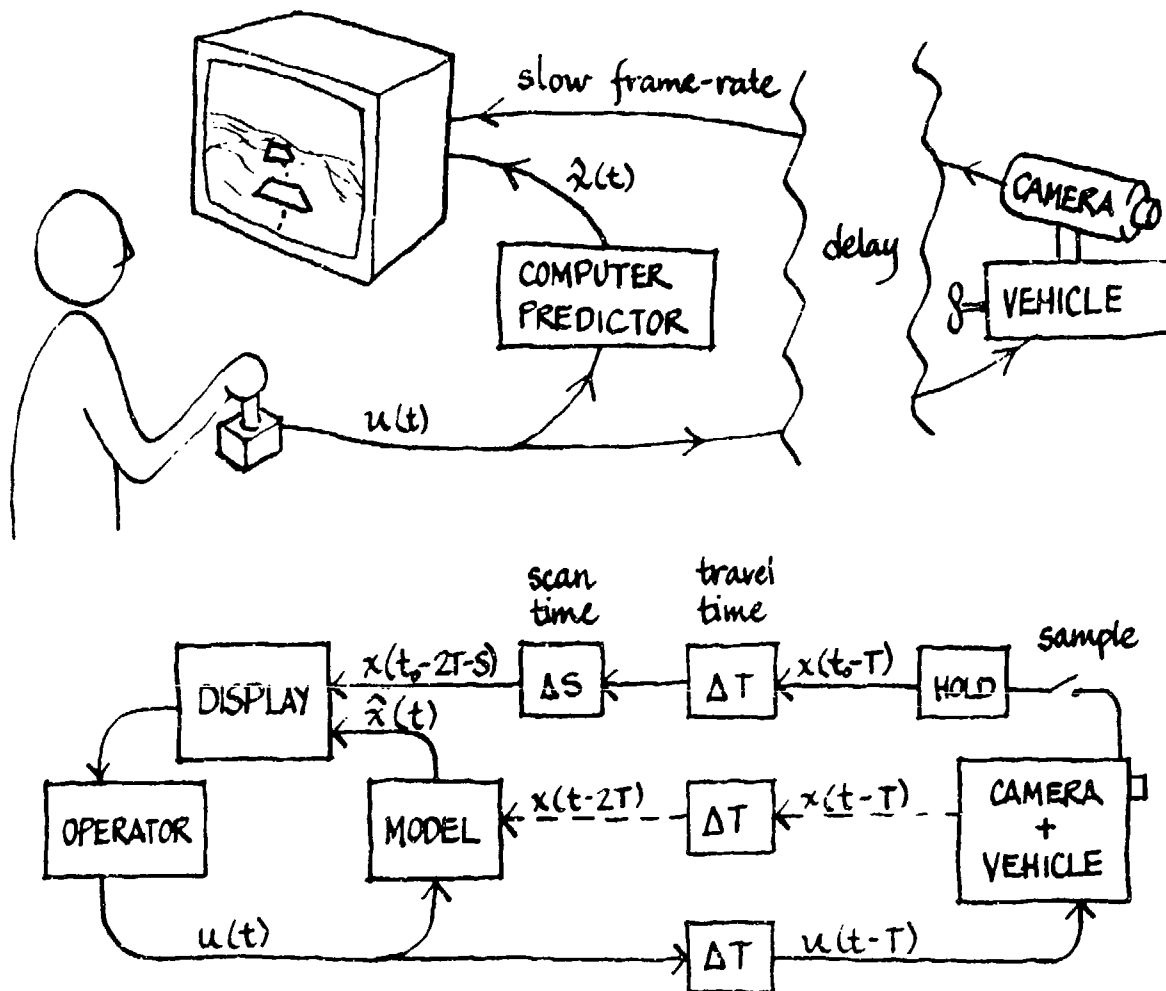 slow frame-rate
x̂(t)
COMPUTER
PREDICTOR
u(t)
delay
CAMERA
VEHICLE
scan
time
travel
time
sample
x(t₀-2T-S)
ΔS
ΔT
x(t₀-T)
HOLD
DISPLAY
x̂(t)
OPERATOR
MODEL
x(t-2T)
ΔT
x(t-T)
CAMERA
+
VEHICLE
u(t)
ΔT
u(t-T)